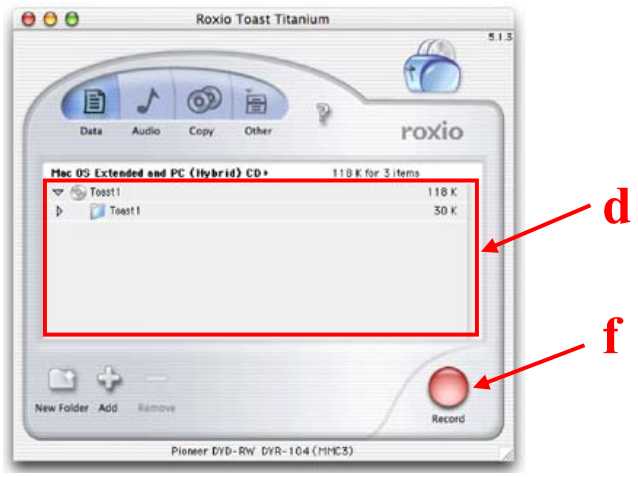 Roxio Toast Titanium
5.1.3
Data Audio Copy Other
roxio
Mac OS Extended and PC (Hybrid) CD 118 K for 3 items
Toast1 118 K
Toast1 30 K
d
f
New Folder Add Remove
Record
Pioneer DVD-RW DVR-104 (MMC3)